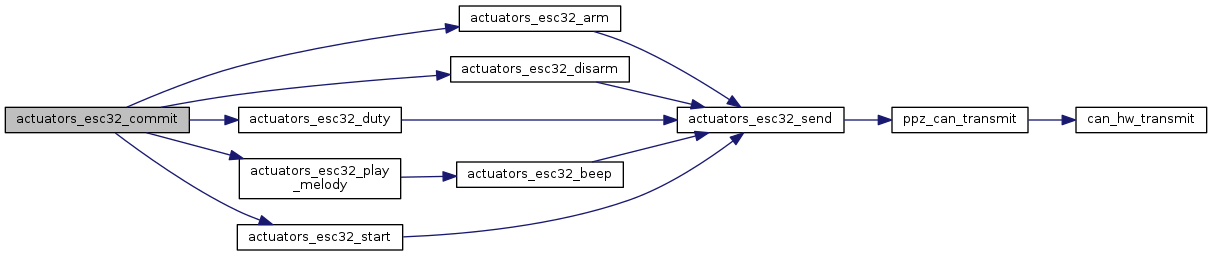 actuators_esc32_commit
actuators_esc32_arm
actuators_esc32_disarm
actuators_esc32_duty
actuators_esc32_play
_melody
actuators_esc32_start
actuators_esc32_beep
actuators_esc32_send
ppz_can_transmit
can_hw_transmit